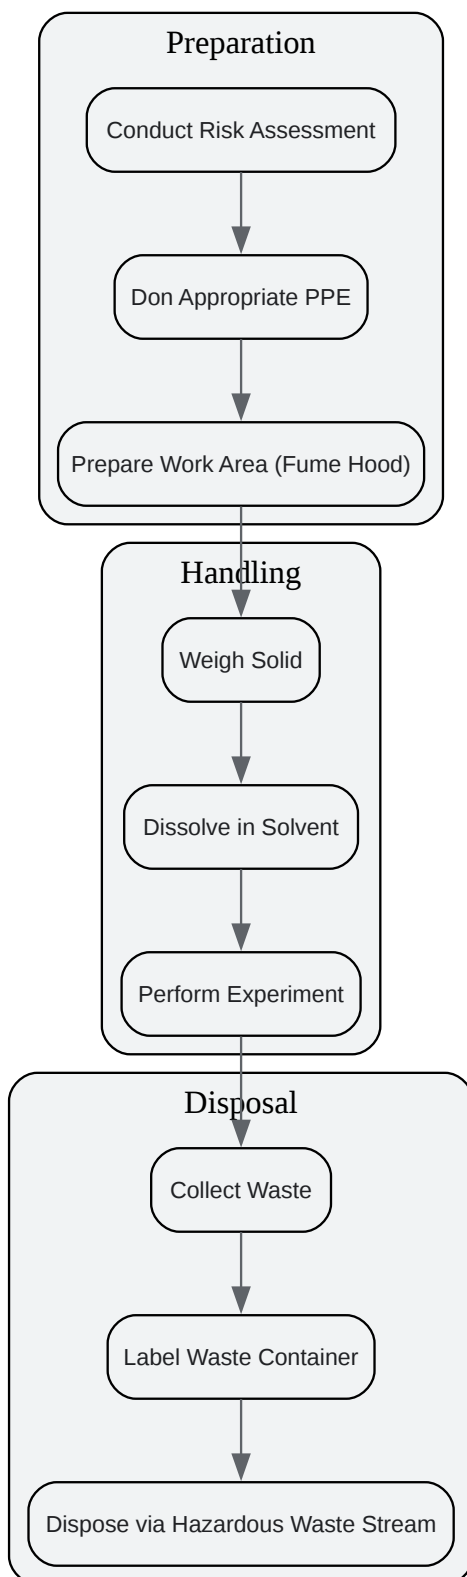 Preparation
Conduct Risk Assessment
Don Appropriate PPE
Prepare Work Area (Fume Hood)
Handling
Weigh Solid
Dissolve in Solvent
Perform Experiment
Disposal
Collect Waste
Label Waste Container
Dispose via Hazardous Waste Stream